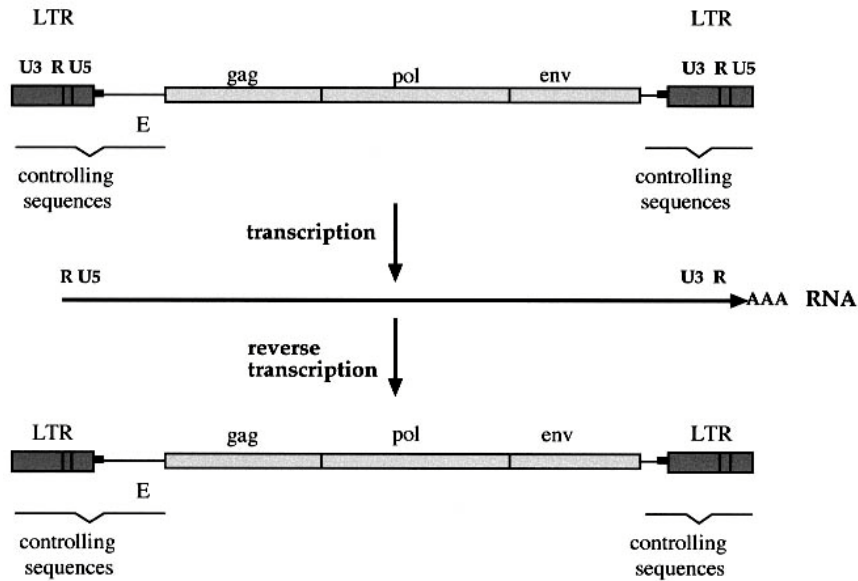 LTR LTR
U3 R U5 U3 R U5
gag pol env
E
controlling sequences controlling sequences
transcription
R U5 U3 R
AAA RNA
reverse
transcription
LTR gag pol env LTR
E
controlling sequences controlling sequences